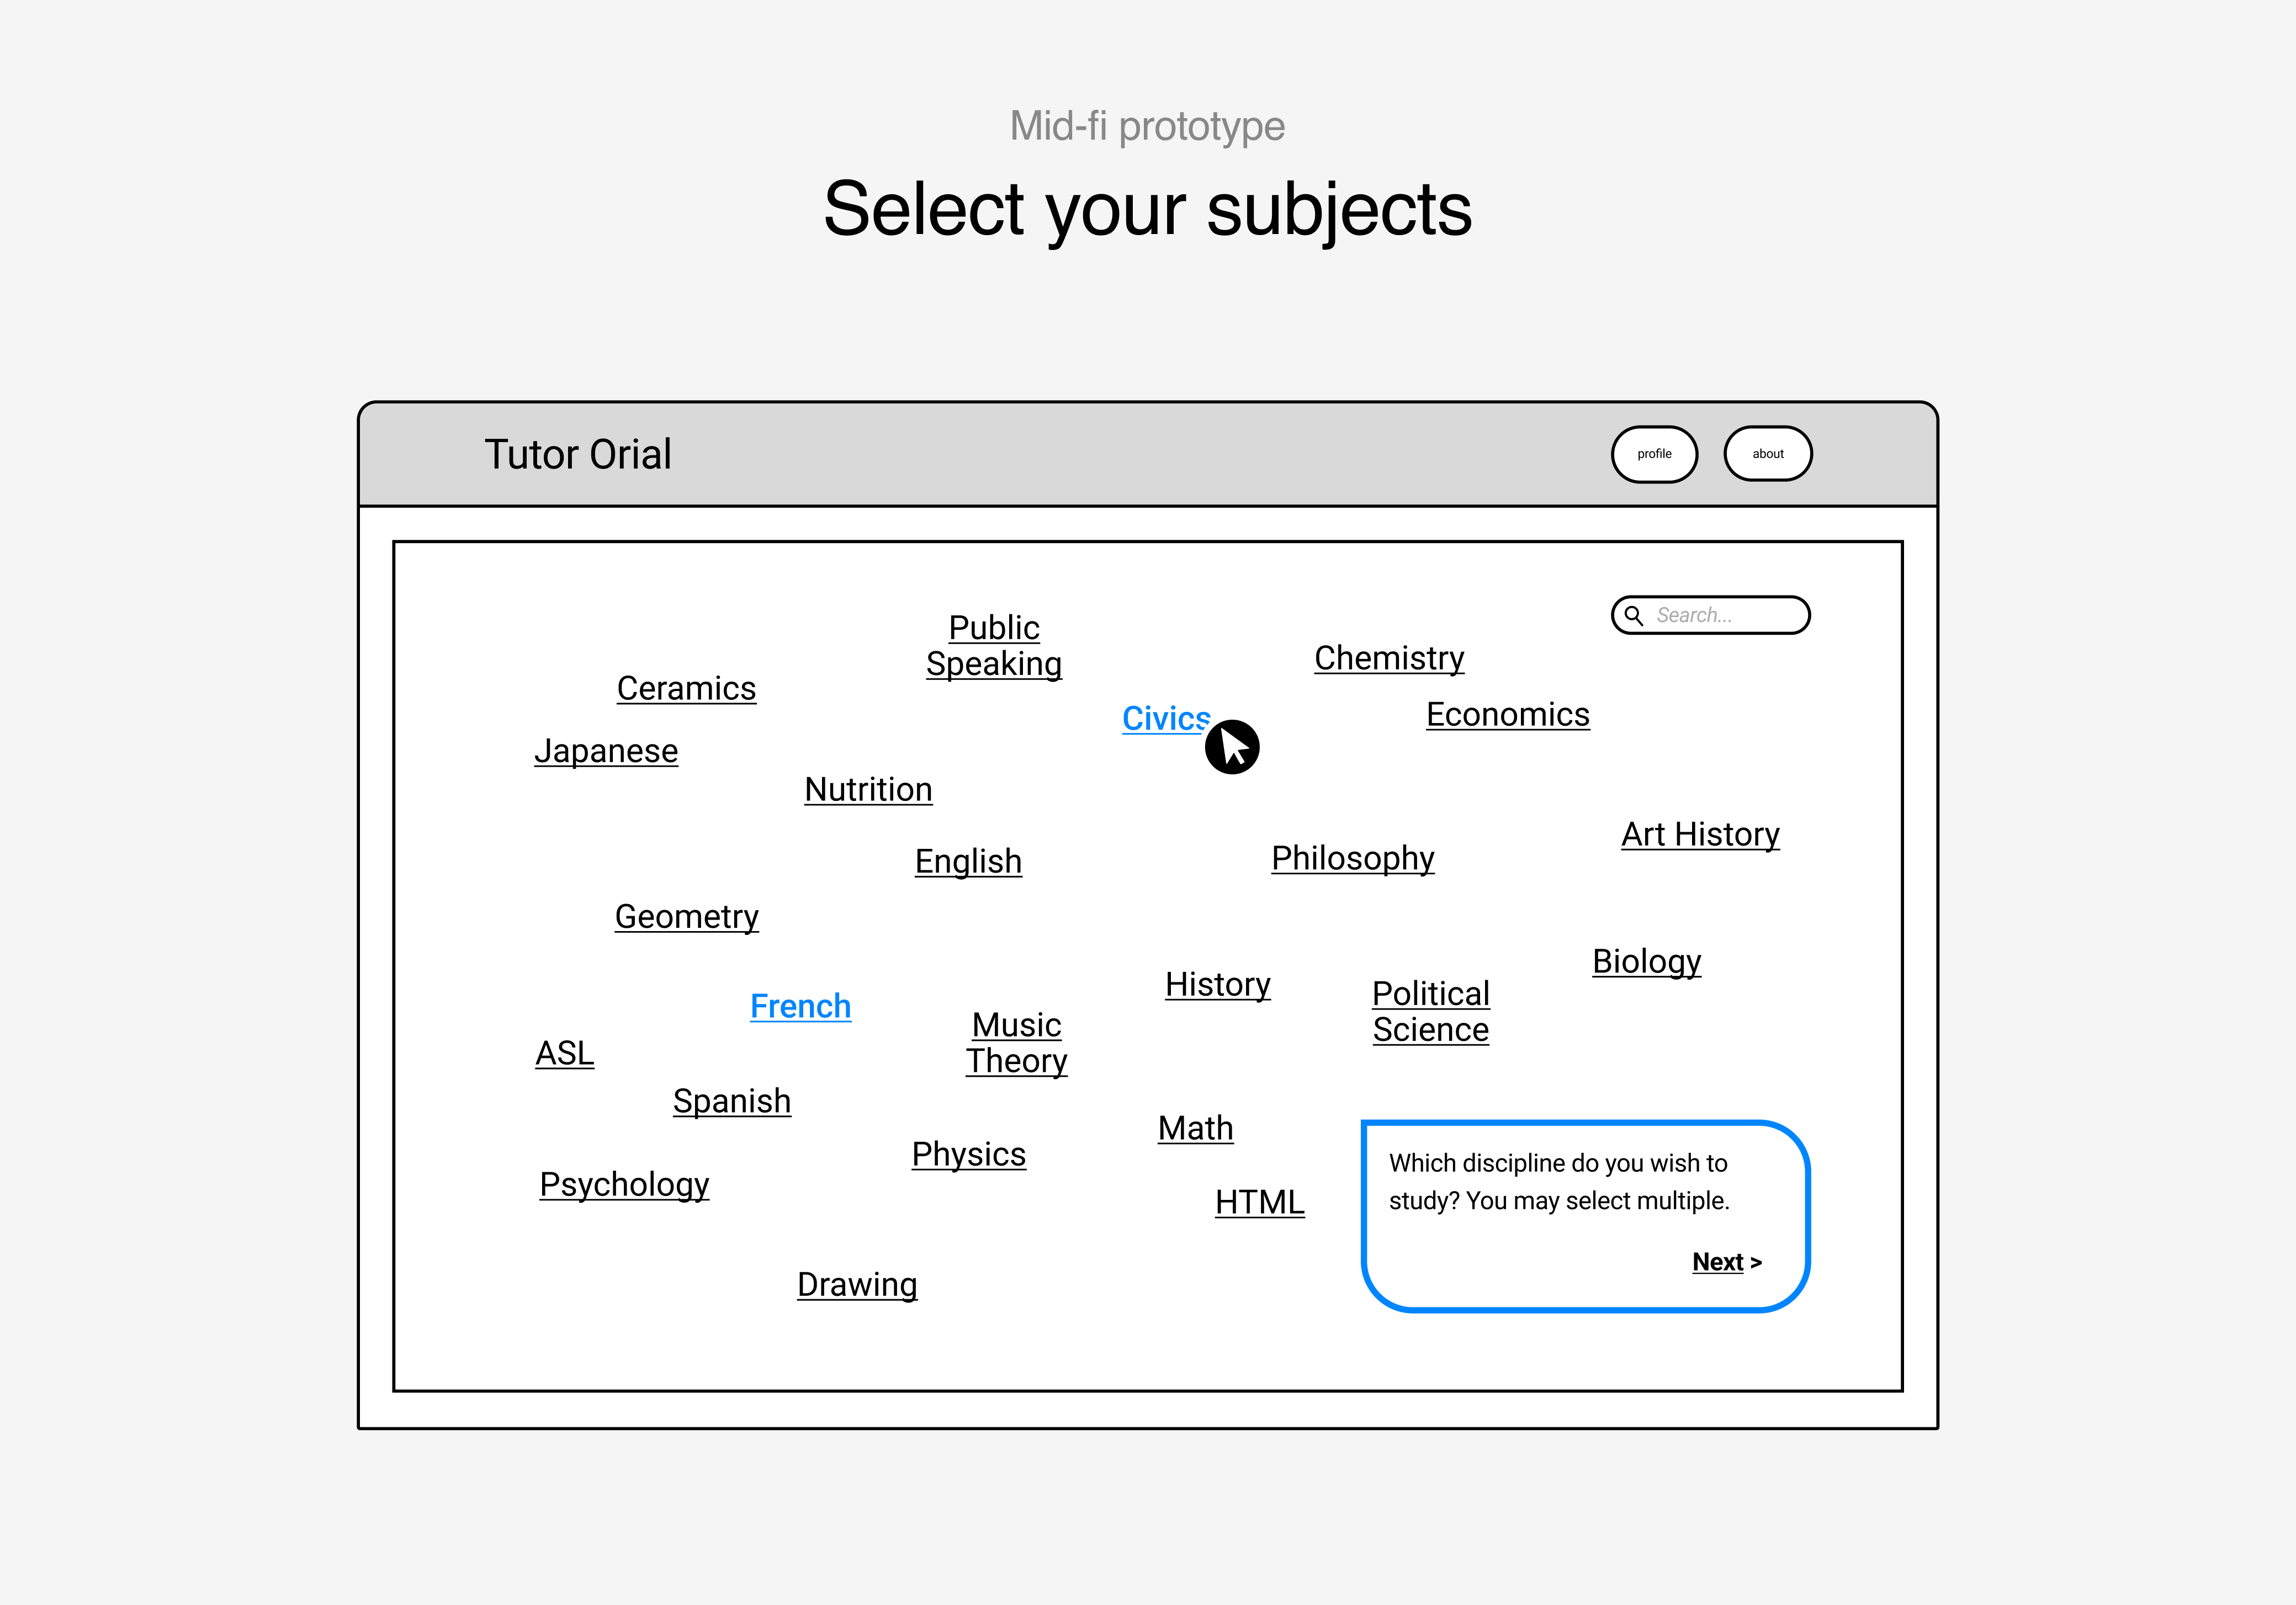 Mid-fi prototype
Select your subjects
Tutor Orial
profile
about
Search...
Public
Speaking
Chemistry
Ceramics
Civics
Economics
Japanese
Nutrition
Art History
English
Philosophy
Geometry
Biology
History
Political
Science
French
Music
Theory
ASL
Spanish
Math
Physics
Psychology
HTML
Drawing
Which discipline do you wish to
study? You may select multiple.
Next >